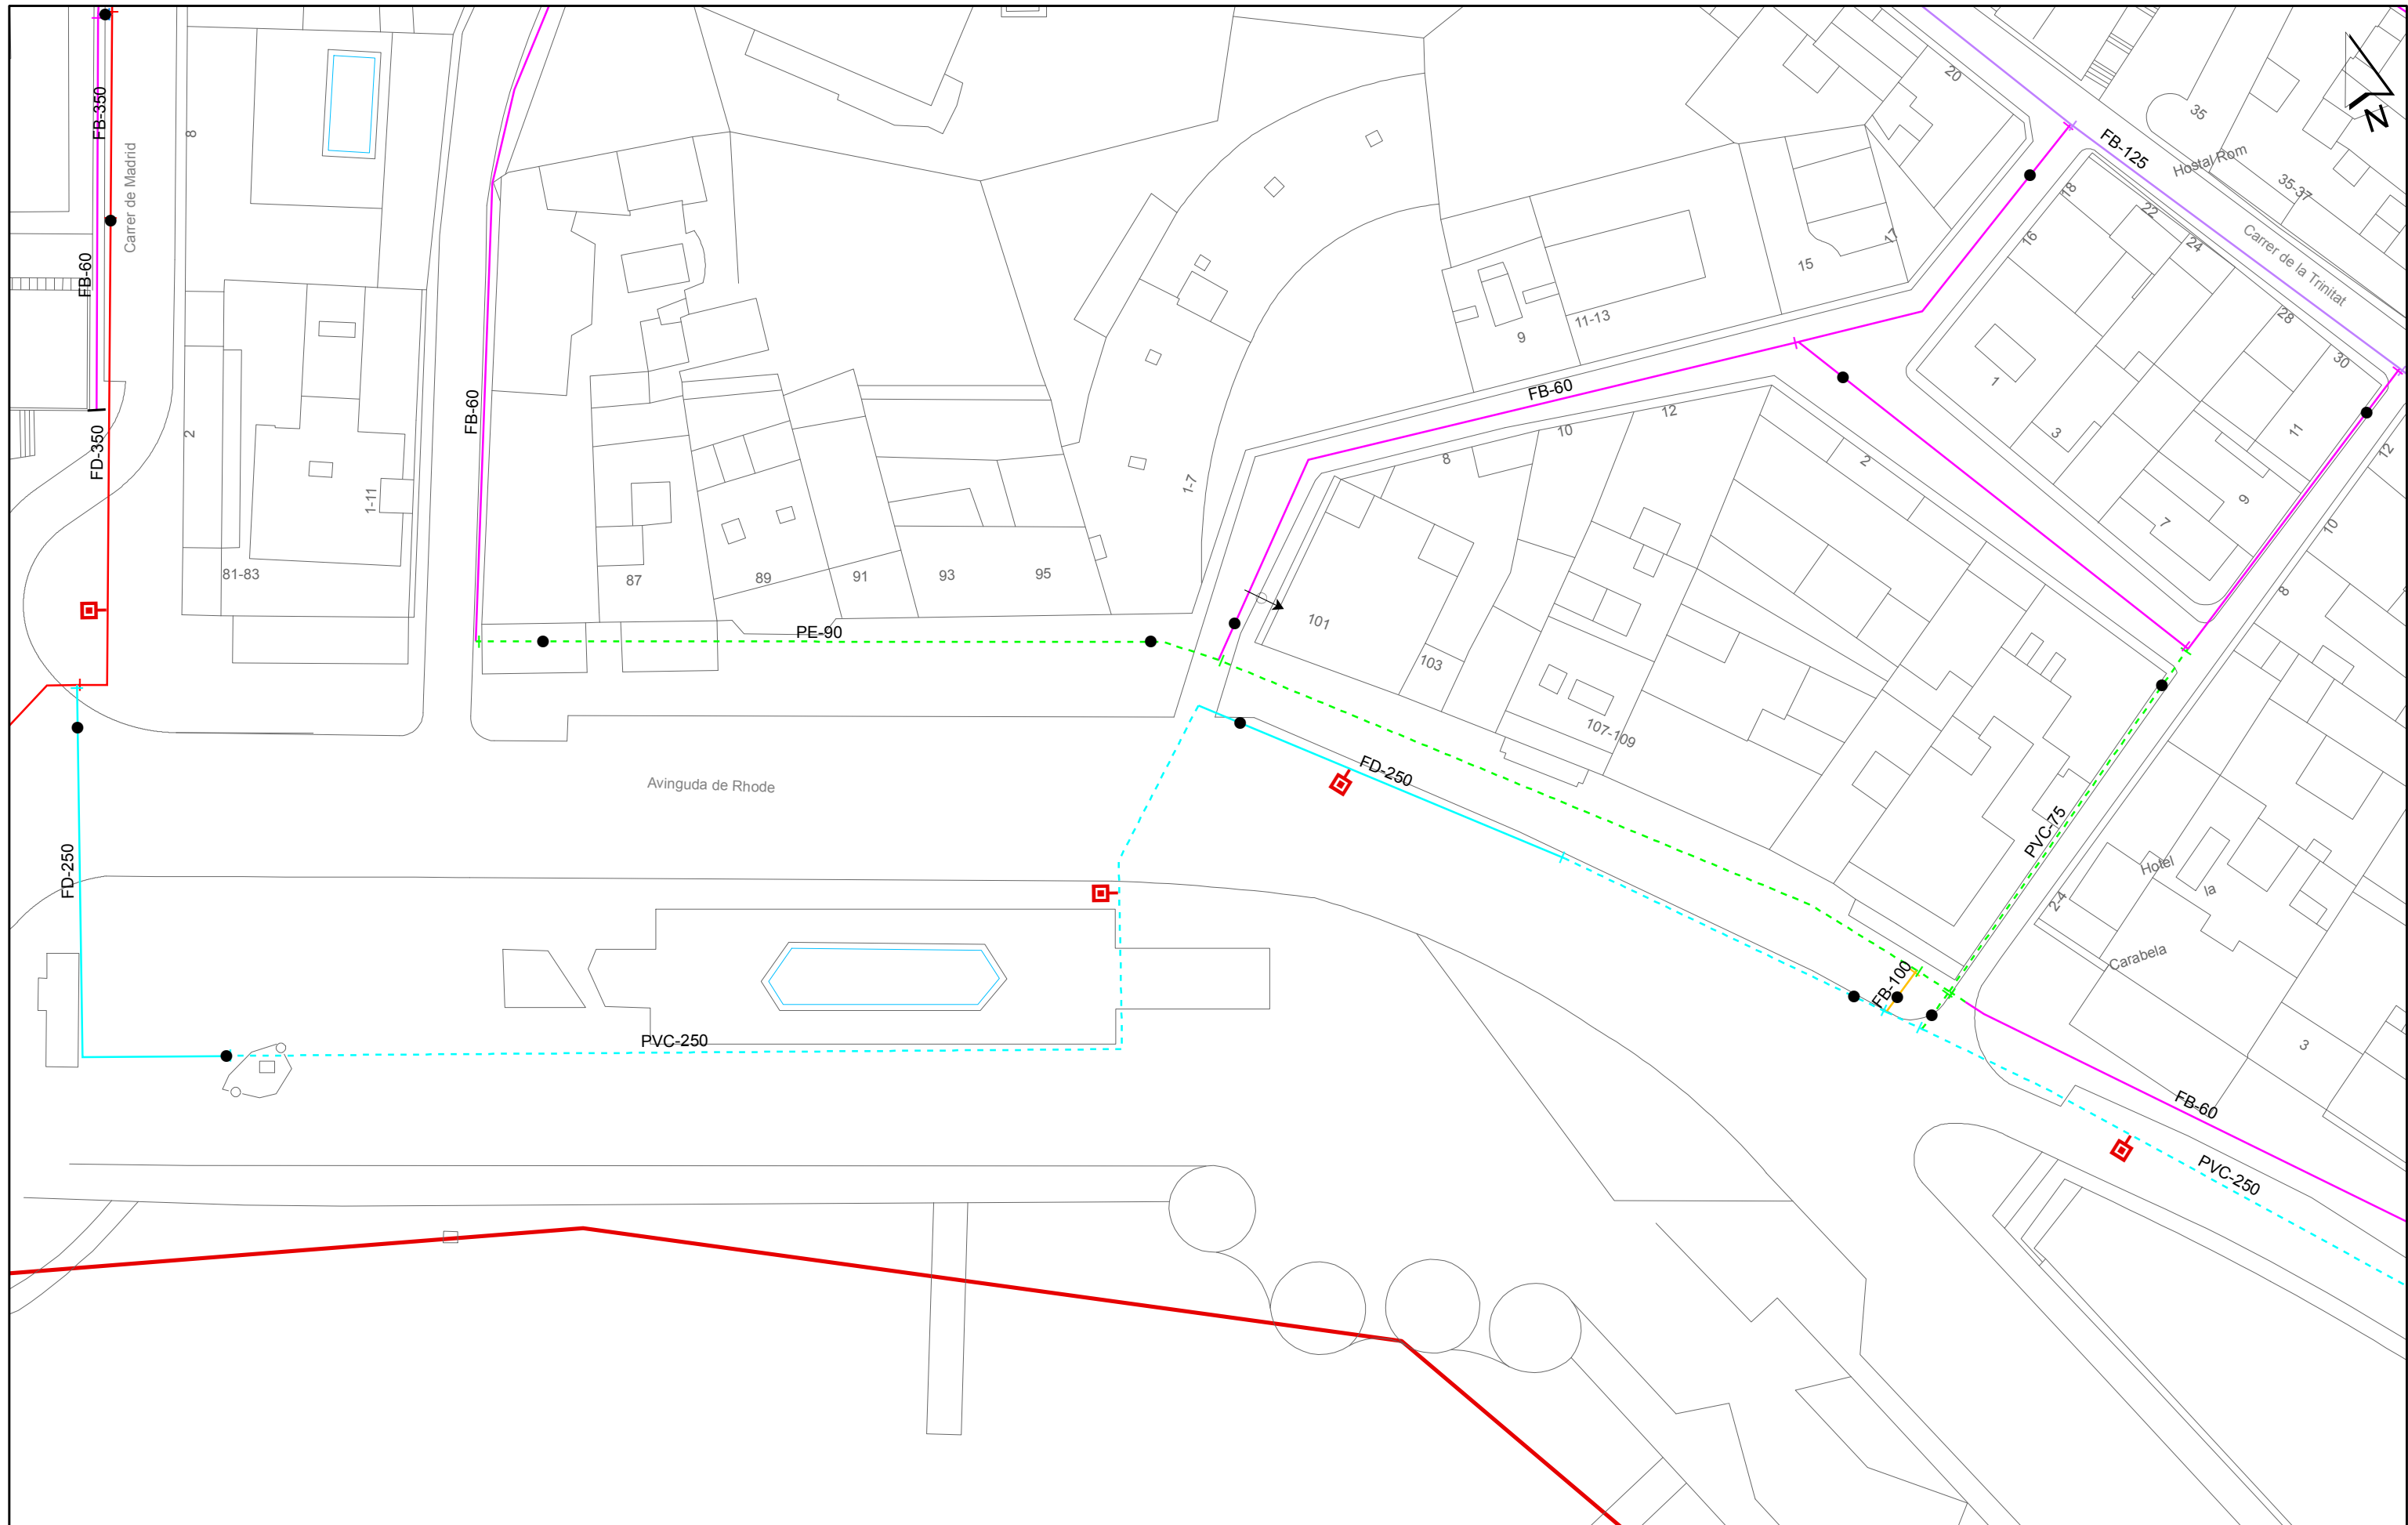 20
35
N
FB-350
FB-125
Hostal Rom
8
35-37
18
Carrer de Madrid
22
16
24
17
Carrer de la Trinitat
FB-60
15
28
11-13
9
30
1
FB-60
FB-60
12
2
FD-350
10
3
11
12
8
2
1-11
1-7
9
7
10
81-83
87
89
91
93
95
8
101
PE-90
103
107-109
FD-250
Avinguda de Rhode
PVC-75
FD-250
Hotel
la
2-4
Carabela
FB-100
PVC-250
3
FB-60
PVC-250